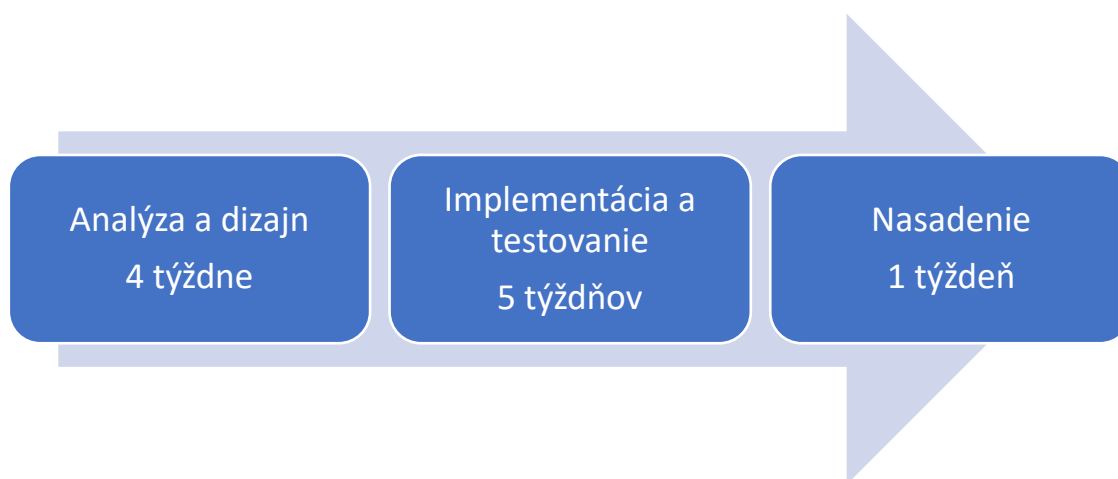 Analýza a dizajn
4 týždne
Implementácia a
testovanie
5 týždňov
Nasadenie
1 týždeň